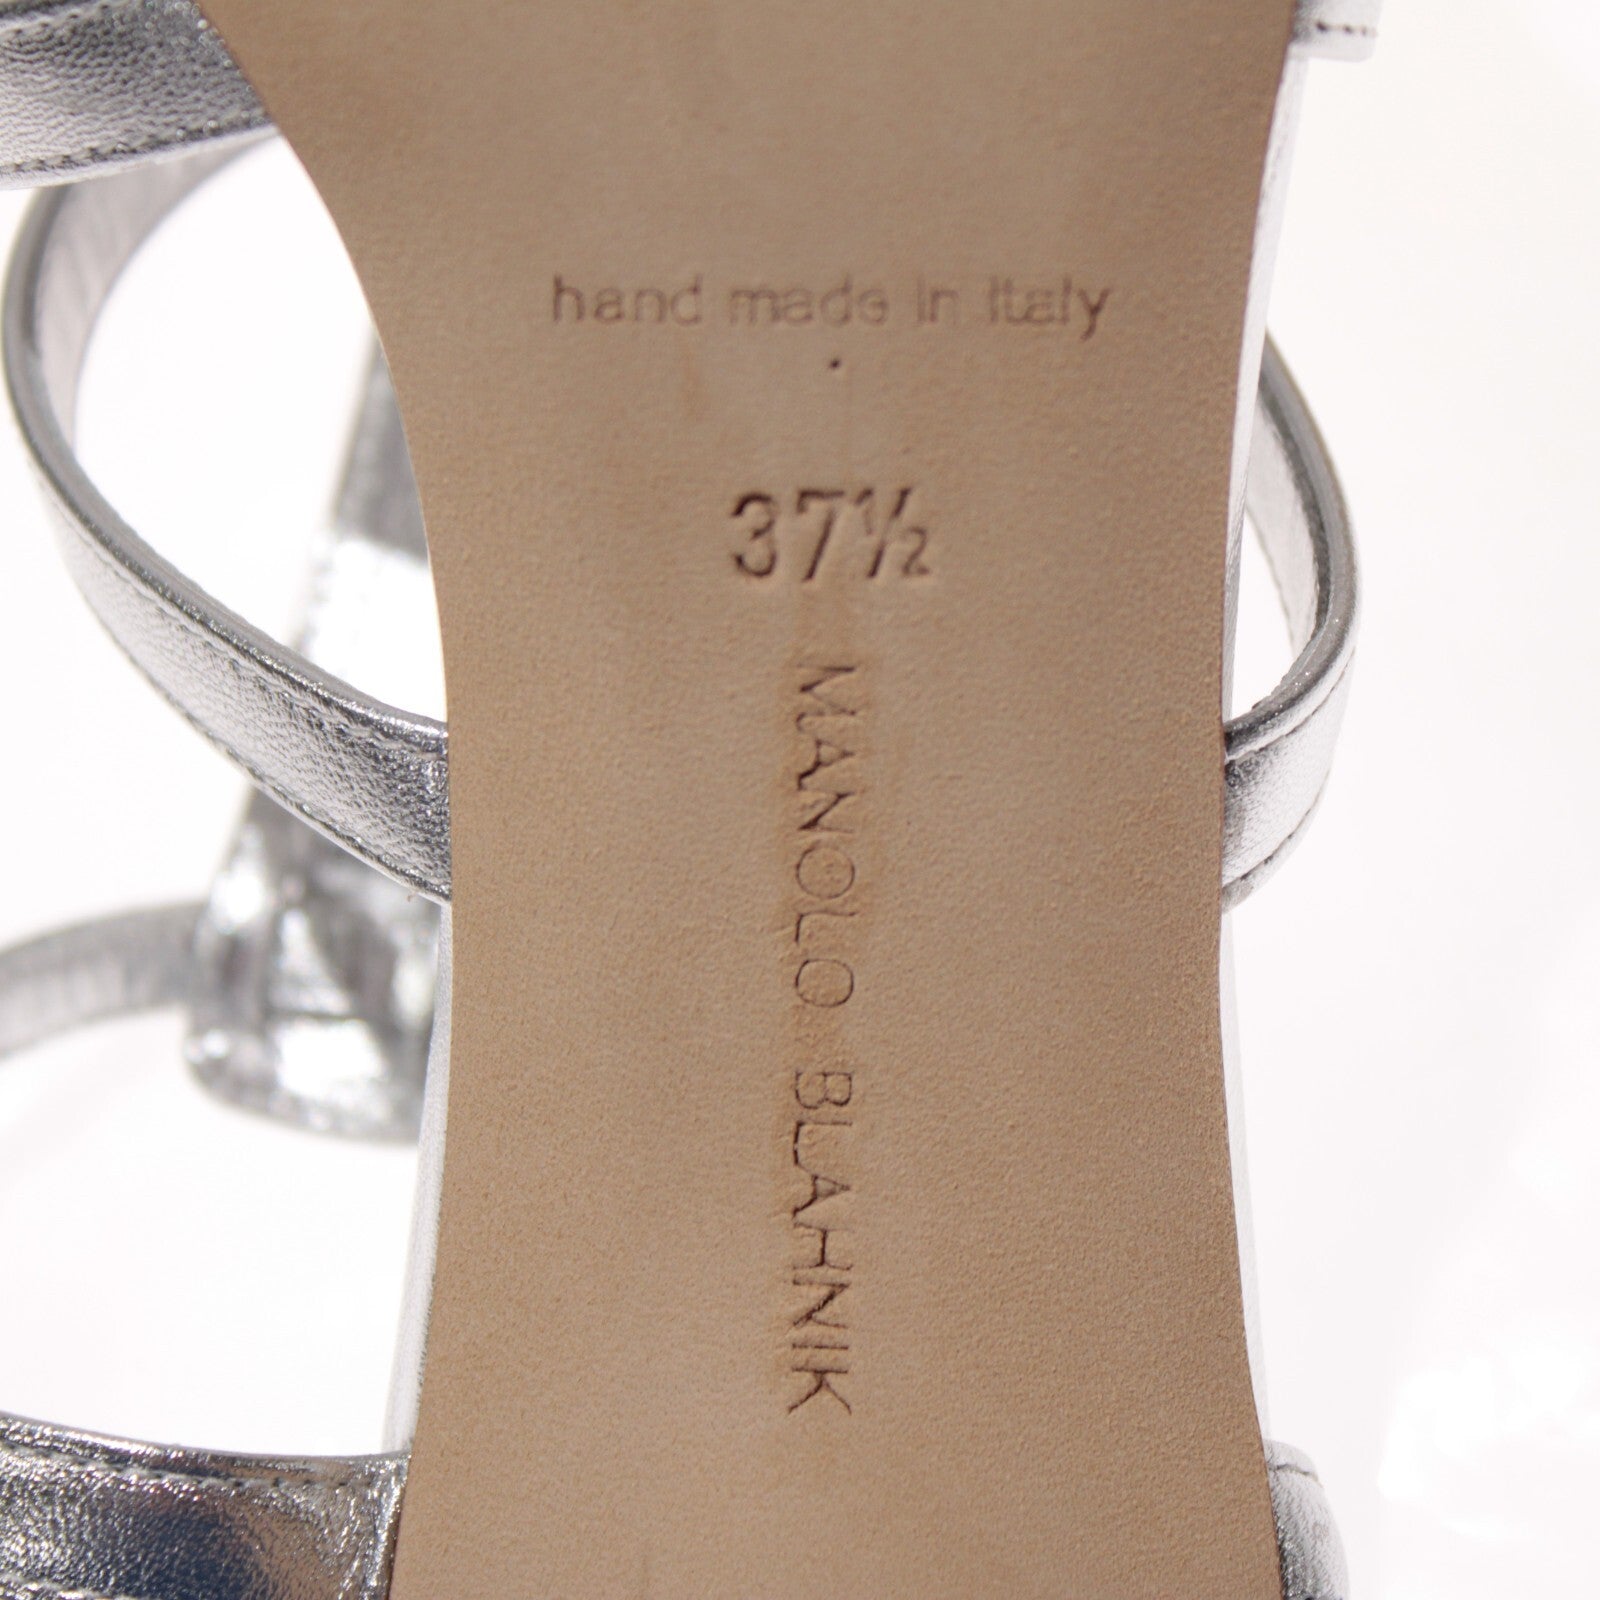 hand made in Italy
37½
MANOLO BLAHNIK